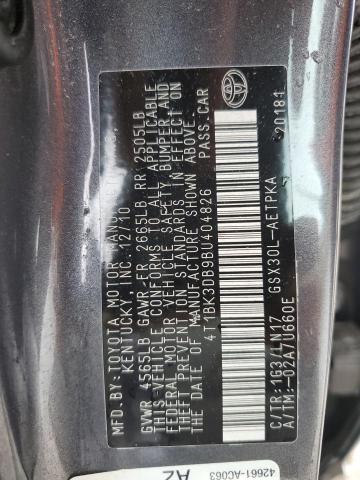 MFD.BY: TOYOTA MOTOR MANUFACTURING
KENTUCKY, INC. 12/10
GVWR 4565LB GAWR FR 2665LB RR 2505LB
THIS VEHICLE CONFORMS TO ALL APPLICABLE
FEDERAL MOTOR VEHICLE SAFETY BUMPER AND
THEFT PREVENTION STANDARDS IN EFFECT ON
THE DATE OF MANUFACTURE SHOWN ABOVE.
4T1BK3DB9BU404826 PASS.CAR
C/TR:1G3/LN17 GSX30L-AETPKA
A/TM:-02A/U660E 20181
TOYOTA
42661-AC063
AZ